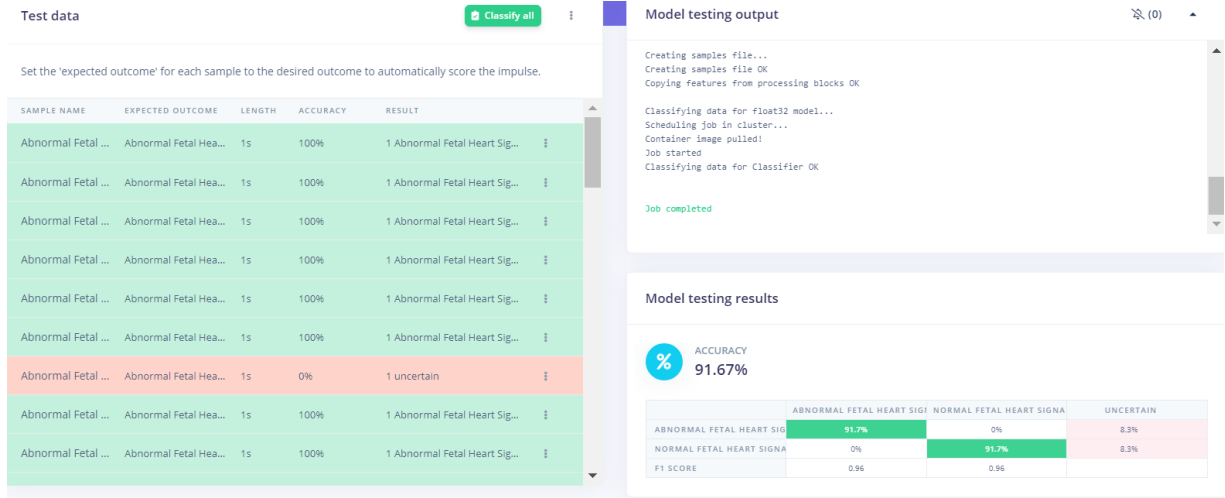 Test data
Classify all
Set the 'expected outcome' for each sample to the desired outcome to automatically score the impulse.
SAMPLE NAME EXPECTED OUTCOME LENGTH ACCURACY RESULT
Abnormal Fetal ... Abnormal Fetal Hea... 1s 100% 1 Abnormal Fetal Heart Sig...
Abnormal Fetal ... Abnormal Fetal Hea... 1s 100% 1 Abnormal Fetal Heart Sig...
Abnormal Fetal ... Abnormal Fetal Hea... 1s 100% 1 Abnormal Fetal Heart Sig...
Abnormal Fetal ... Abnormal Fetal Hea... 1s 100% 1 Abnormal Fetal Heart Sig...
Abnormal Fetal ... Abnormal Fetal Hea... 1s 100% 1 Abnormal Fetal Heart Sig...
Abnormal Fetal ... Abnormal Fetal Hea... 1s 100% 1 Abnormal Fetal Heart Sig...
Abnormal Fetal ... Abnormal Fetal Hea... 1s 0% 1 uncertain
Abnormal Fetal ... Abnormal Fetal Hea... 1s 100% 1 Abnormal Fetal Heart Sig...
Abnormal Fetal ... Abnormal Fetal Hea... 1s 100% 1 Abnormal Fetal Heart Sig...
Model testing output
(0)
Creating samples file...
Creating samples file OK
Copying features from processing blocks OK
Classifying data for float32 model...
Scheduling job in cluster...
Container image pulled!
Job started
Classifying data for Classifier OK
Job completed
Model testing results
%
ACCURACY
91.67%
ABNORMAL FETAL HEART SIG NORMAL FETAL HEART SIGNA UNCERTAIN
ABNORMAL FETAL HEART SIG 91.7% 0% 8.3%
NORMAL FETAL HEART SIGNA 0% 91.7% 8.3%
F1 SCORE 0.96 0.96